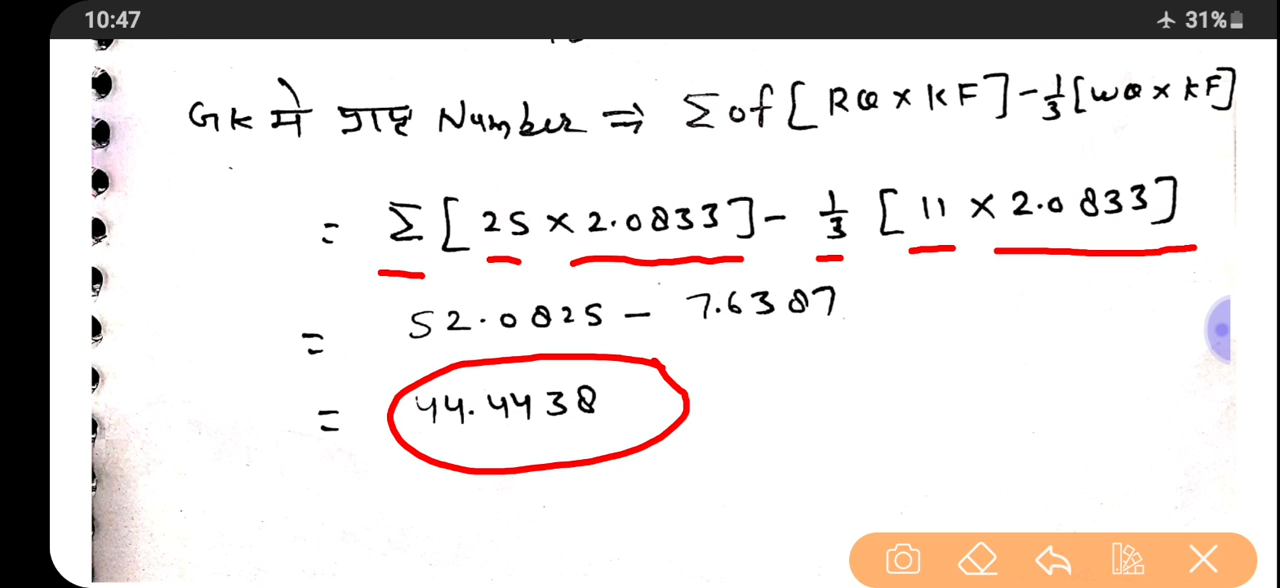 10:47 31%
GK में प्राप्त Number ⇒ Σ of [RQ × KF] - 1/3 [WQ × KF]
= Σ [25 × 2.0833] - 1/3 [11 × 2.0833]
= 52.0825 - 7.6387
= 44.4438